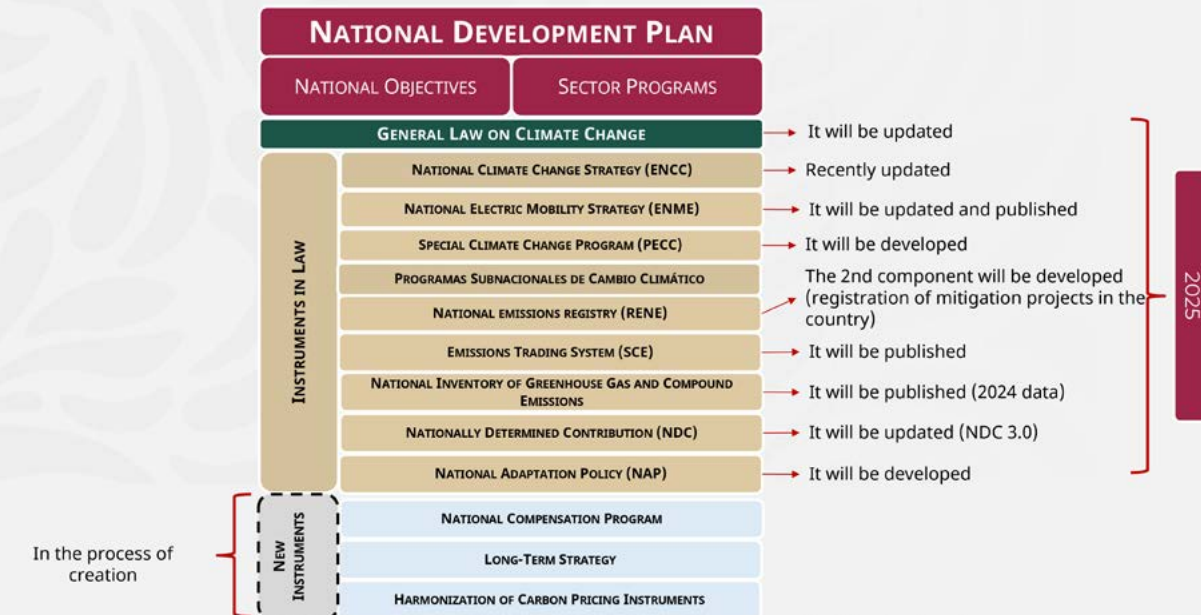 NATIONAL DEVELOPMENT PLAN
NATIONAL OBJECTIVES
SECTOR PROGRAMS
GENERAL LAW ON CLIMATE CHANGE
It will be updated
INSTRUMENTS IN LAW
NATIONAL CLIMATE CHANGE STRATEGY (ENCC)
Recently updated
NATIONAL ELECTRIC MOBILITY STRATEGY (ENME)
It will be updated and published
SPECIAL CLIMATE CHANGE PROGRAM (PECC)
It will be developed
PROGRAMAS SUBNACIONALES DE CAMBIO CLIMÁTICO
NATIONAL EMISSIONS REGISTRY (RENE)
The 2nd component will be developed
(registration of mitigation projects in the
country)
EMISSIONS TRADING SYSTEM (SCE)
It will be published
NATIONAL INVENTORY OF GREENHOUSE GAS AND COMPOUND
EMISSIONS
It will be published (2024 data)
NATIONALLY DETERMINED CONTRIBUTION (NDC)
It will be updated (NDC 3.0)
NATIONAL ADAPTATION POLICY (NAP)
It will be developed
2025
In the process of
creation
NEW
INSTRUMENTS
NATIONAL COMPENSATION PROGRAM
LONG-TERM STRATEGY
HARMONIZATION OF CARBON PRICING INSTRUMENTS